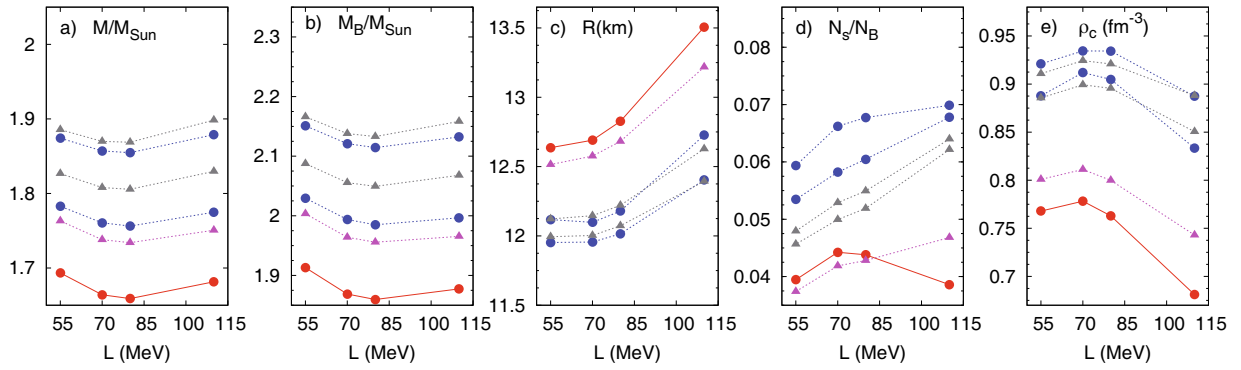 a) M/M_Sun
2
1.9
1.8
1.7
55 70 85 100 115
L (MeV)
b) M_B/M_Sun
2.3
2.2
2.1
2
1.9
55 70 85 100 115
L (MeV)
c) R(km)
13.5
13
12.5
12
11.5
55 70 85 100 115
L (MeV)
d) N_s/N_B
0.08
0.07
0.06
0.05
0.04
55 70 85 100 115
L (MeV)
e) ρ_c (fm^-3)
0.95
0.9
0.85
0.8
0.75
0.7
55 70 85 100 115
L (MeV)